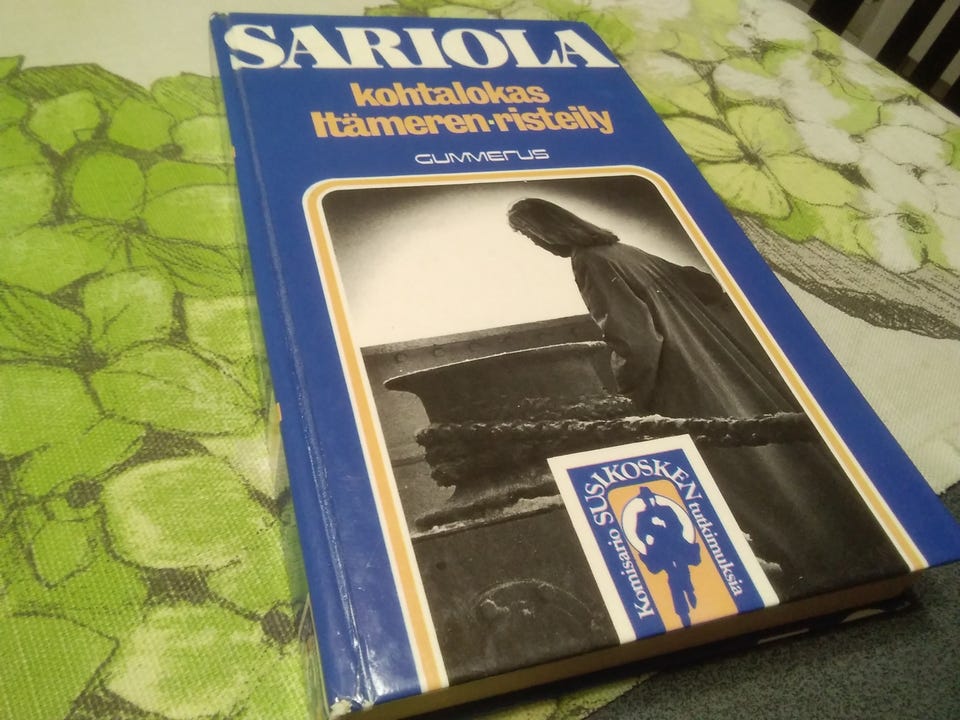 SARIOLA
kohtalokas
Itämeren-risteily
GUMMERUS
Komisario SUSIKOSKEN tutkimuksia